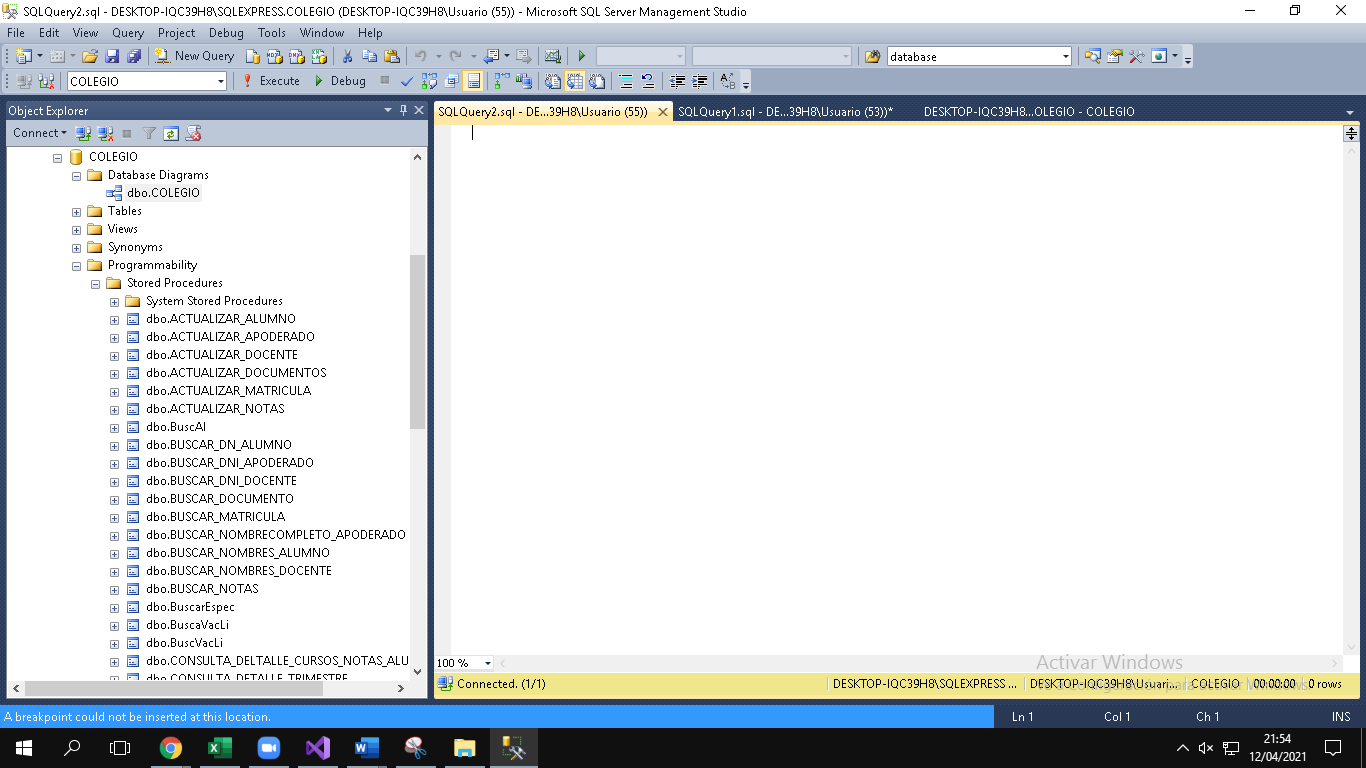 SQLQuery2.sql - DESKTOP-IQC39H8\SQLEXPRESS.COLEGIO (DESKTOP-IQC39H8\Usuario (55)) - Microsoft SQL Server Management Studio
File Edit View Query Project Debug Tools Window Help
New Query database
COLEGIO Execute Debug
Object Explorer
SQLQuery2.sql - DE...39H8\Usuario (55)) SQLQuery1.sql - DE...39H8\Usuario (53))* DESKTOP-IQC39H8...OLEGIO - COLEGIO
Connect
COLEGIO
Database Diagrams
dbo.COLEGIO
Tables
Views
Synonyms
Programmability
Stored Procedures
System Stored Procedures
dbo.ACTUALIZAR_ALUMNO
dbo.ACTUALIZAR_APODERADO
dbo.ACTUALIZAR_DOCENTE
dbo.ACTUALIZAR_DOCUMENTOS
dbo.ACTUALIZAR_MATRICULA
dbo.ACTUALIZAR_NOTAS
dbo.BuscAl
dbo.BUSCAR_DN_ALUMNO
dbo.BUSCAR_DNI_APODERADO
dbo.BUSCAR_DNI_DOCENTE
dbo.BUSCAR_DOCUMENTO
dbo.BUSCAR_MATRICULA
dbo.BUSCAR_NOMBRECOMPLETO_APODERADO
dbo.BUSCAR_NOMBRES_ALUMNO
dbo.BUSCAR_NOMBRES_DOCENTE
dbo.BUSCAR_NOTAS
dbo.BuscarEspec
dbo.BuscaVacLi
dbo.BuscVacLi
dbo.CONSULTA_DELTALLE_CURSOS_NOTAS_ALU
dbo.CONSULTA_DETALLE_TRIMESTRE
100 %
Activar Windows
Connected. (1/1) DESKTOP-IQC39H8\SQLEXPRESS ... DESKTOP-IQC39H8\Usuari... COLEGIO 00:00:00 0 rows
A breakpoint could not be inserted at this location. Ln 1 Col 1 Ch 1 INS
21:54
12/04/2021